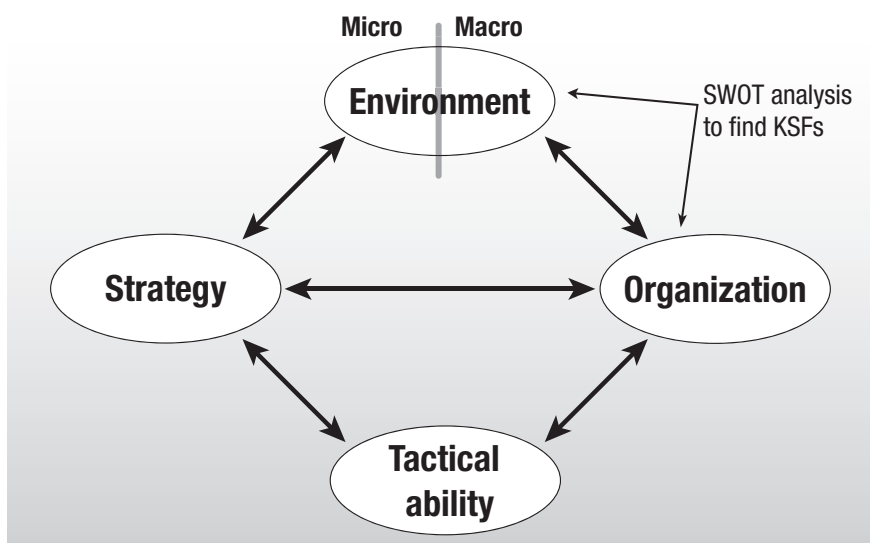 Micro Macro
Environment
SWOT analysis
to find KSFs
Strategy
Organization
Tactical
ability